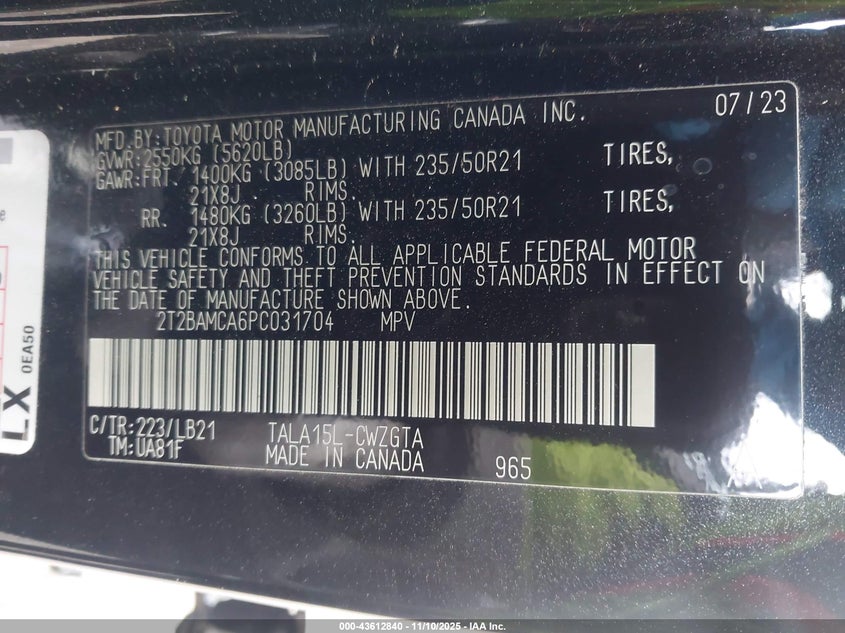 07/23
MFD.BY:TOYOTA MOTOR MANUFACTURING CANADA INC.
GVWR:2550KG (5620LB)
GAWR:FRT. 1400KG (3085LB) WITH 235/50R21 TIRES,
21X8J RIMS.
RR. 1480KG (3260LB) WITH 235/50R21 TIRES,
21X8J RIMS.
THIS VEHICLE CONFORMS TO ALL APPLICABLE FEDERAL MOTOR
VEHICLE SAFETY AND THEFT PREVENTION STANDARDS IN EFFECT ON
THE DATE OF MANUFACTURE SHOWN ABOVE.
2T2BAMCA6PC031704 MPV
C/TR:223/LB21 TALA15L-CWZGTA
TM:UA81F MADE IN CANADA 965
LX
0EA50
000-43612840 - 11/10/2025 - IAA Inc.